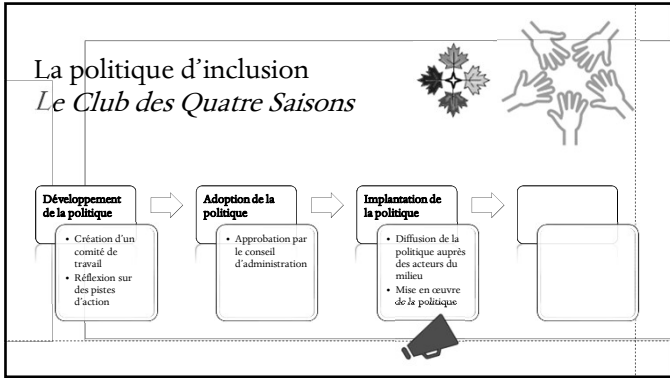 La politique d'inclusion
Le Club des Quatre Saisons
Développement
de la politique
• Création d'un
comité de
travail
• Réflexion sur
des pistes
d'action
Adoption de la
politique
• Approbation par
le conseil
d'administration
Implantation de
la politique
• Diffusion de la
politique auprès
des acteurs du
milieu
• Mise en œuvre
de la politique